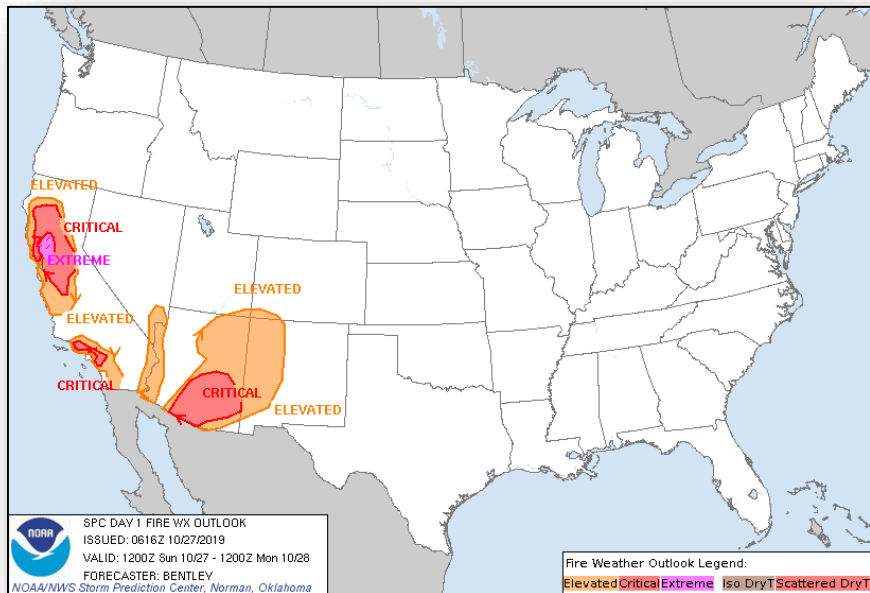 ELEVATED
CRITICAL
EXTREME
ELEVATED
ELEVATED
CRITICAL
CRITICAL
ELEVATED
NOAA
SPC DAY 1 FIRE WX OUTLOOK
ISSUED: 0616Z 10/27/2019
VALID: 1200Z Sun 10/27 - 1200Z Mon 10/28
FORECASTER: BENTLEY
NOAA/NWS Storm Prediction Center, Norman, Oklahoma
Fire Weather Outlook Legend:
Elevated Critical Extreme Iso DryT Scattered DryT